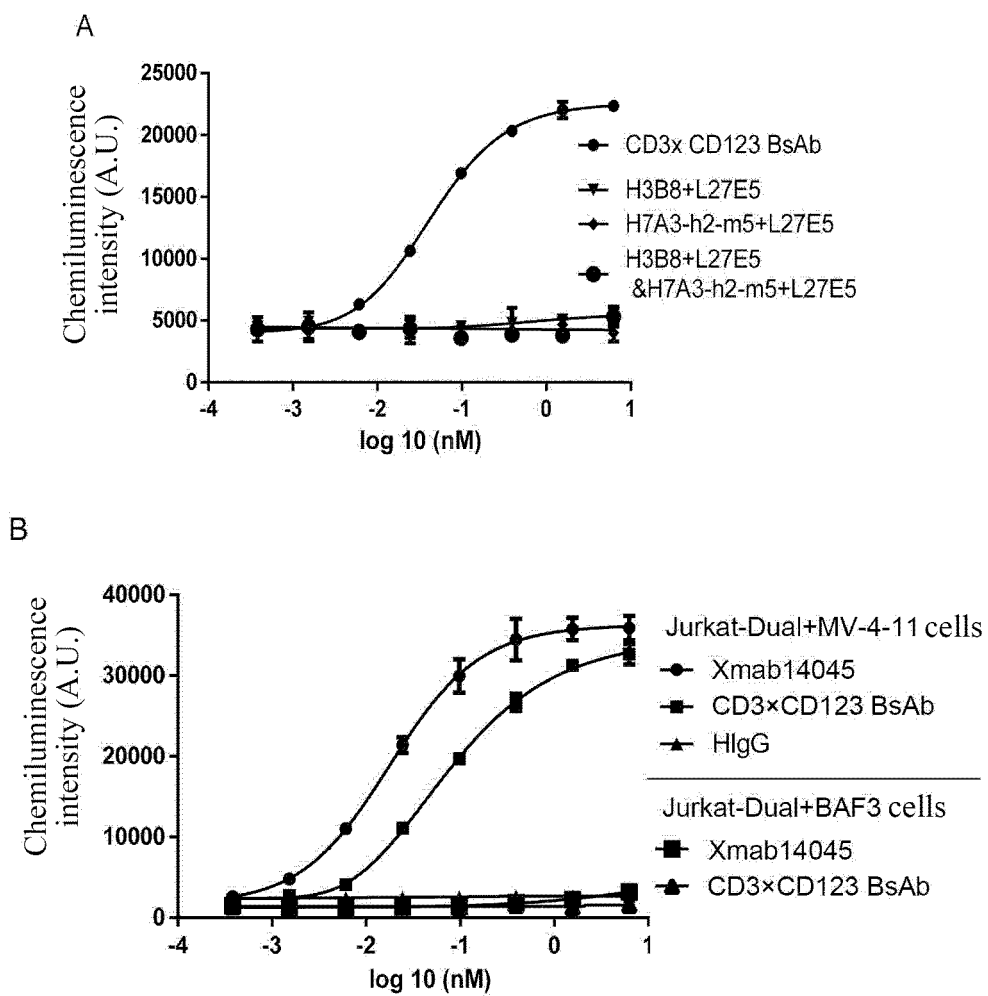 A
25000
20000
15000
10000
5000
0
Chemiluminescence
intensity (A.U.)
-4 -3 -2 -1 0 1
log 10 (nM)
CD3x CD123 BsAb
H3B8+L27E5
H7A3-h2-m5+L27E5
H3B8+L27E5
&H7A3-h2-m5+L27E5
B
40000
30000
20000
10000
0
Chemiluminescence
intensity (A.U.)
-4 -3 -2 -1 0 1
log 10 (nM)
Jurkat-Dual+MV-4-11 cells
Xmab14045
CD3×CD123 BsAb
HIgG
Jurkat-Dual+BAF3 cells
Xmab14045
CD3×CD123 BsAb